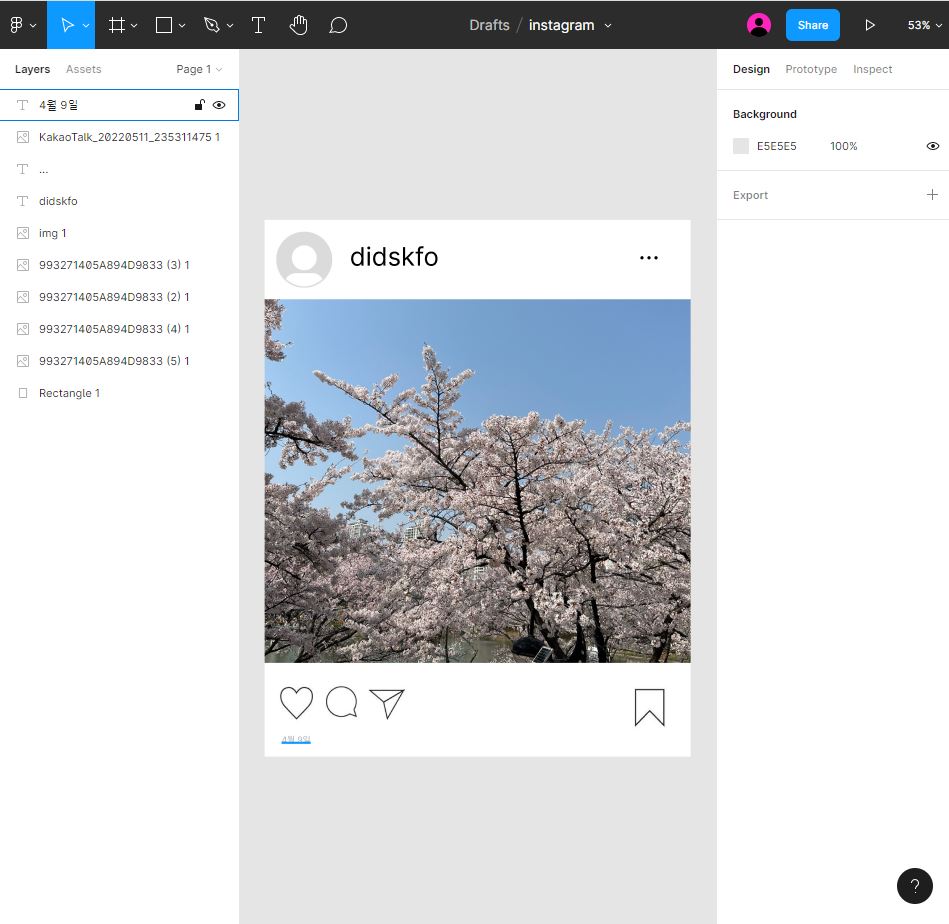 Drafts / instagram
Share
53%
Layers
Assets
Page 1
4월 9일
KakaoTalk_20220511_235311475 1
...
didskfo
img 1
993271405A894D9833 (3) 1
993271405A894D9833 (2) 1
993271405A894D9833 (4) 1
993271405A894D9833 (5) 1
Rectangle 1
didskfo
...
4월 9일
Design
Prototype
Inspect
Background
E5E5E5
100%
Export
?